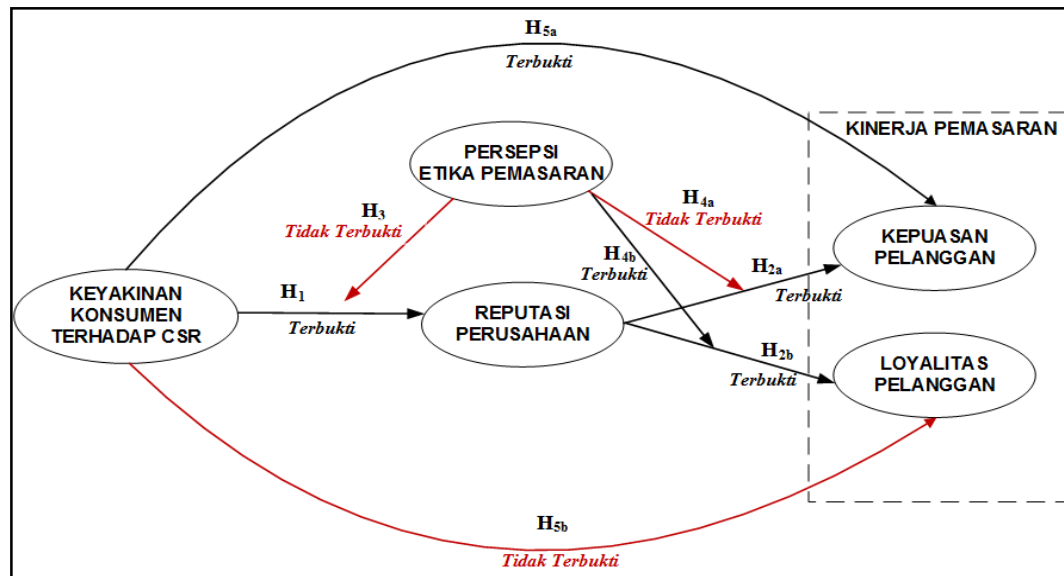 H5a
Terbukti
KINERJA PEMASARAN
PERSEPSI
ETIKA PEMASARAN
H3
Tidak Terbukti
H4a
Tidak Terbukti
H4b
Terbukti
H2a
Terbukti
KEPUASAN
PELANGGAN
KEYAKINAN
KONSUMEN
TERHADAP CSR
H1
Terbukti
REPUTASI
PERUSAHAAN
H2b
Terbukti
LOYALITAS
PELANGGAN
H5b
Tidak Terbukti